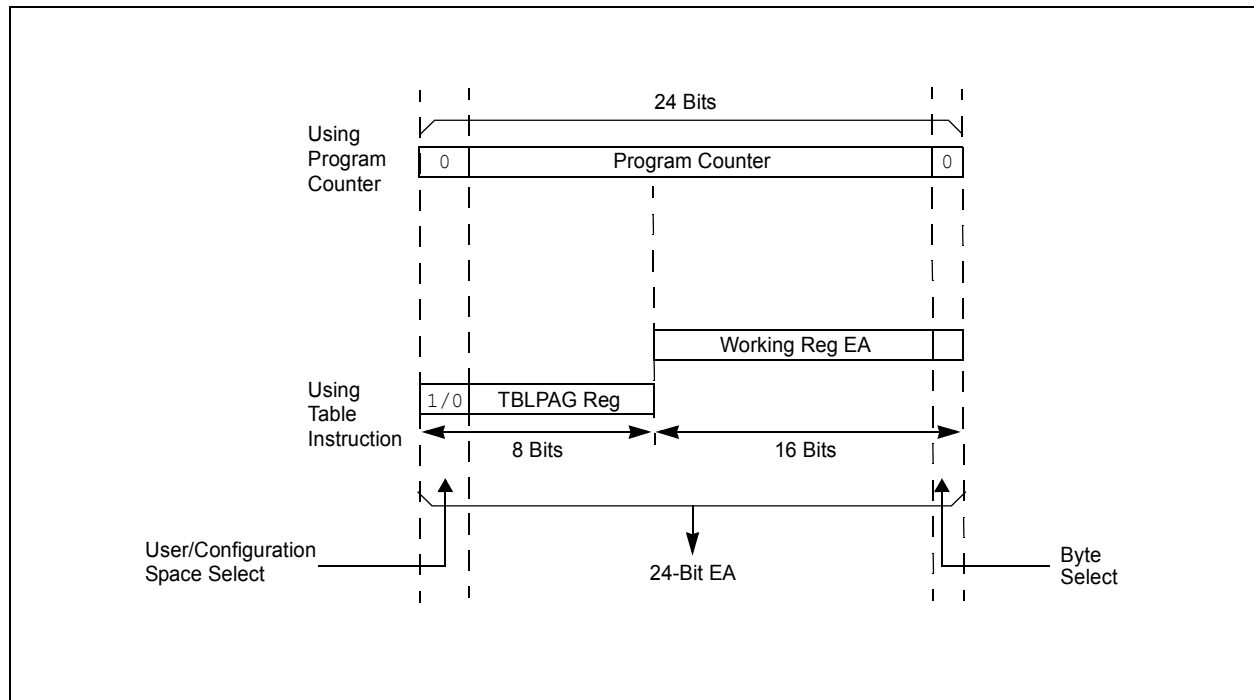 24 Bits
Using
Program
Counter
0
Program Counter
0
Working Reg EA
Using
Table
Instruction
1/0
TBLPAG Reg
8 Bits
16 Bits
User/Configuration
Space Select
24-Bit EA
Byte
Select